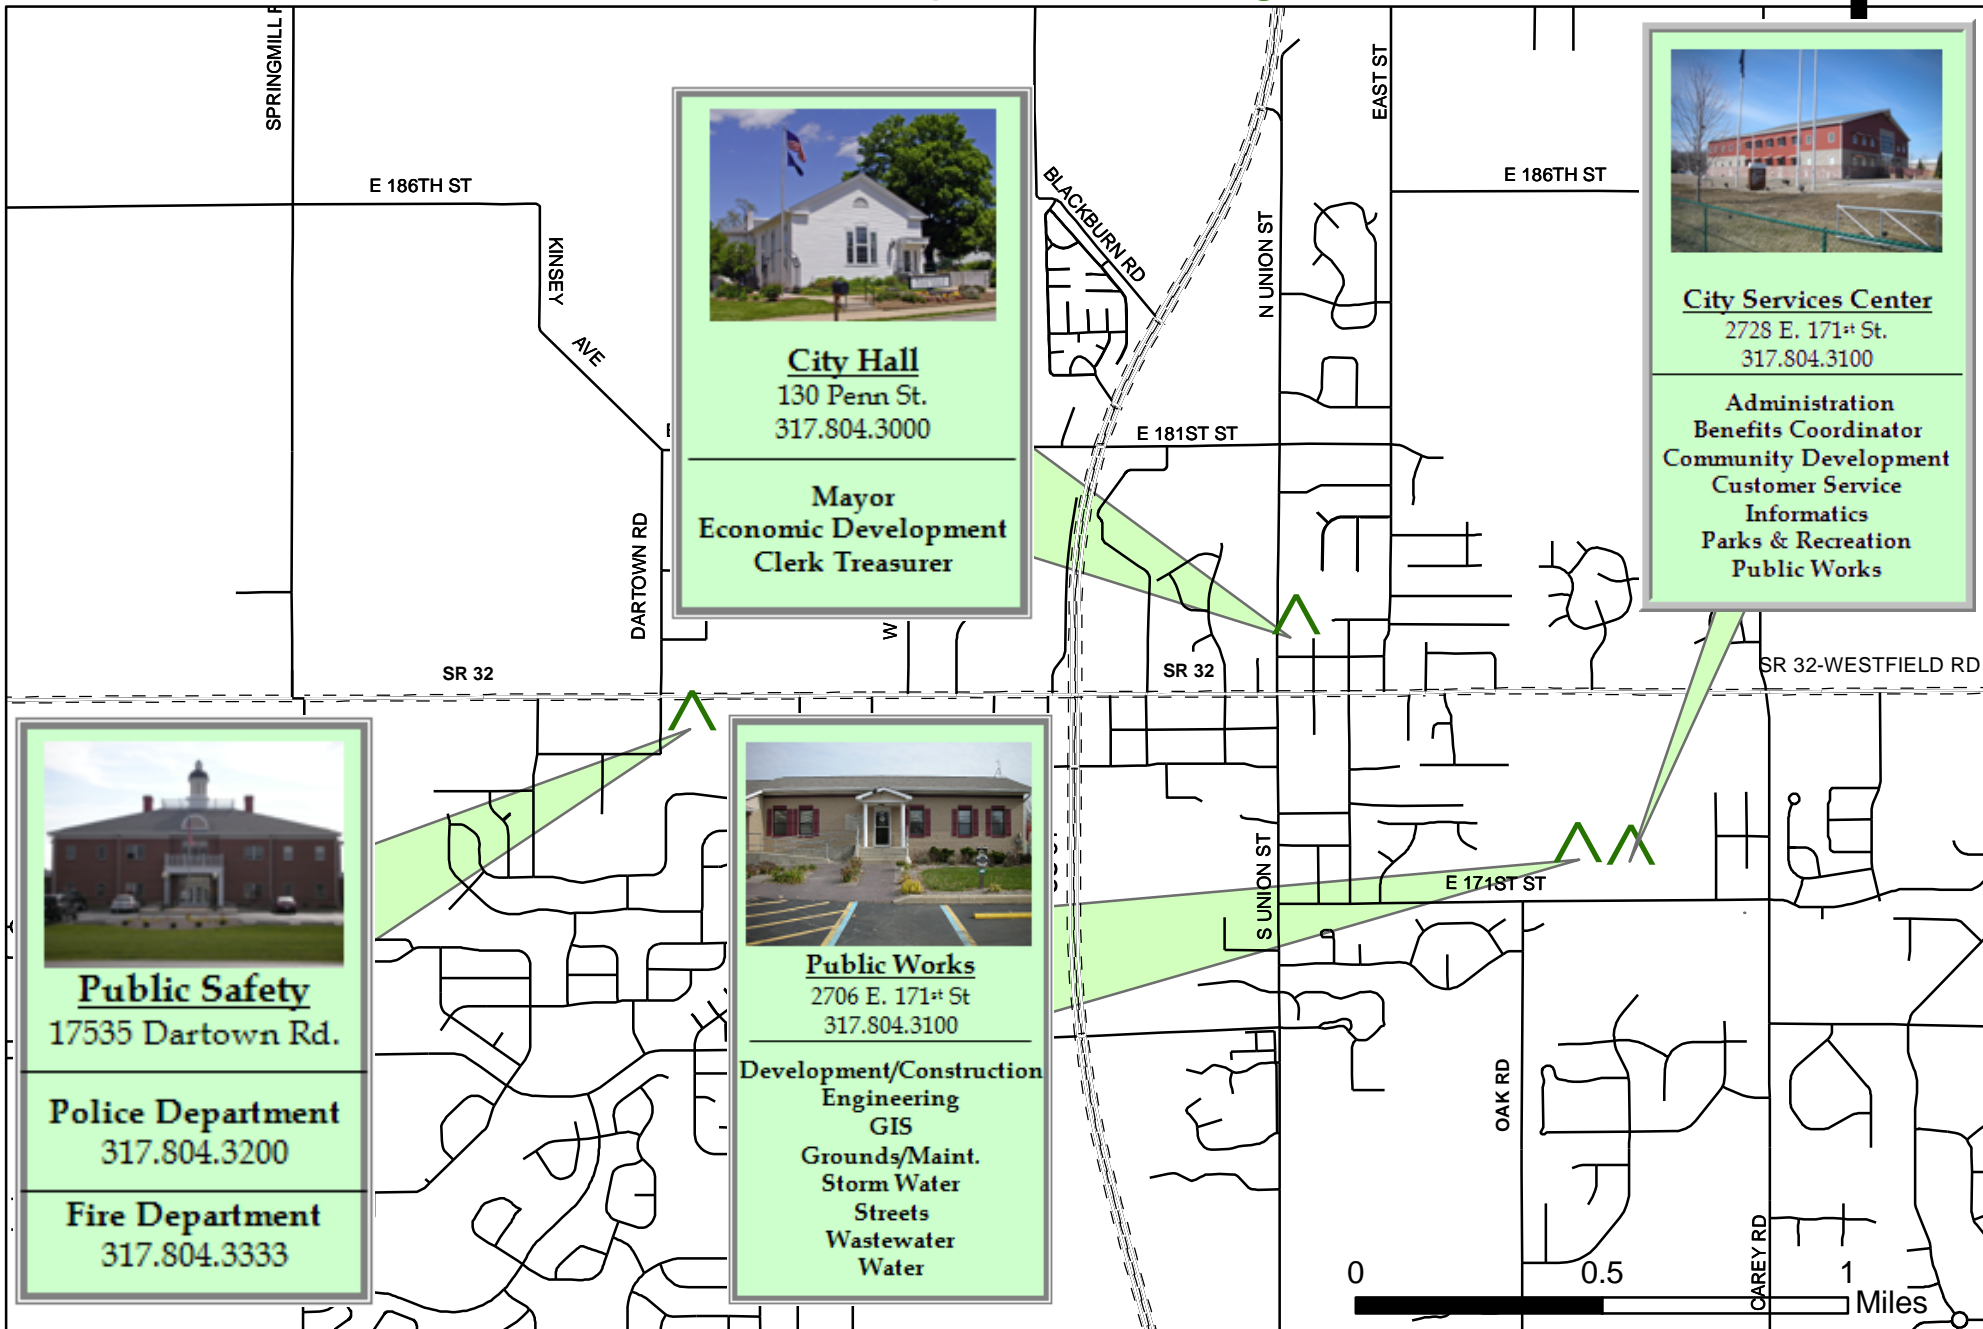 SPRINGMILL R
E 186TH ST
KINSEY
AVE
DARTOWN RD
SR 32
City Hall
130 Penn St.
317.804.3000
Mayor
Economic Development
Clerk Treasurer
BLACKBURN RD
N UNION ST
EAST ST
E 186TH ST
E 181ST ST
W
SR 32
City Services Center
2728 E. 171st St.
317.804.3100
Administration
Benefits Coordinator
Community Development
Customer Service
Informatics
Parks & Recreation
Public Works
SR 32-WESTFIELD RD
Public Safety
17535 Dartown Rd.
Police Department
317.804.3200
Fire Department
317.804.3333
Public Works
2706 E. 171st St
317.804.3100
Development/Construction
Engineering
GIS
Grounds/Maint.
Storm Water
Streets
Wastewater
Water
S UNION ST
E 171ST ST
OAK RD
CAREY RD
0 0.5 1
Miles